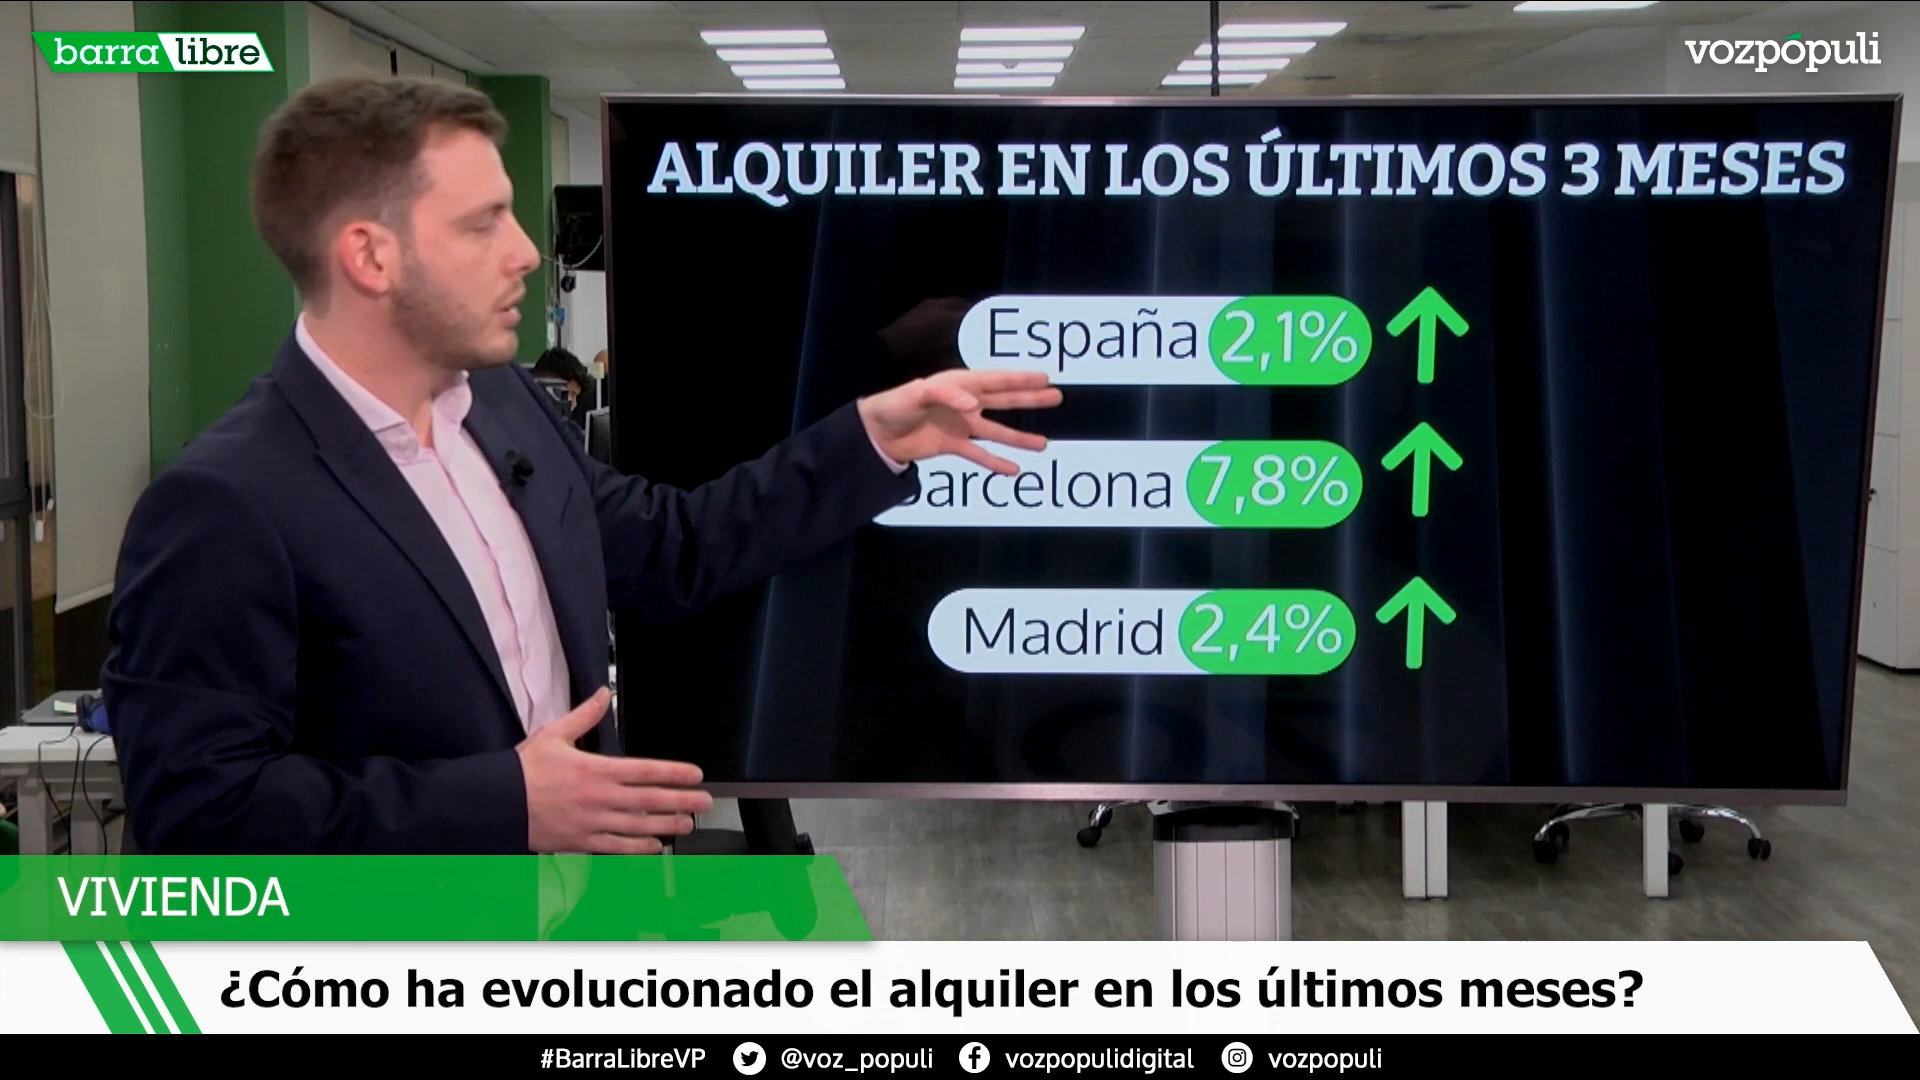 barra libre
vozpópuli
ALQUILER EN LOS ÚLTIMOS 3 MESES
España 2,1%
arcelona 7,8%
Madrid 2,4%
VIVIENDA
¿Cómo ha evolucionado el alquiler en los últimos meses?
#BarraLibreVP @voz_populi vozpopulidigital vozpopuli